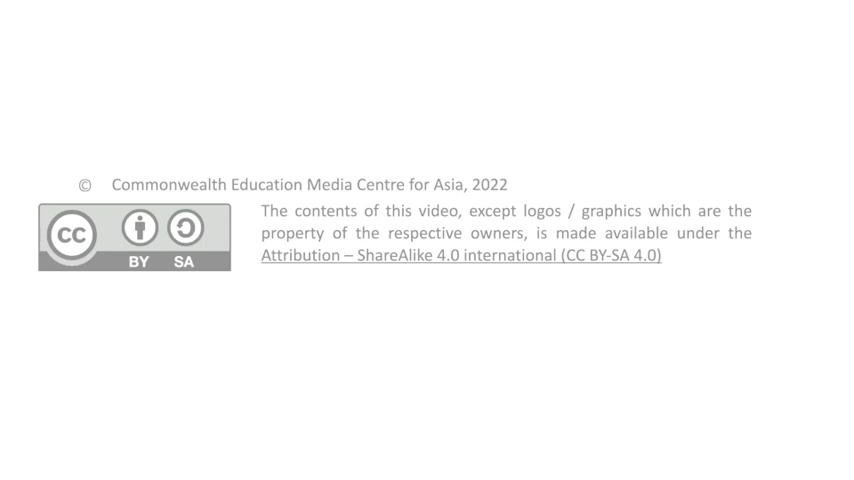 © Commonwealth Education Media Centre for Asia, 2022
The contents of this video, except logos / graphics which are the
property of the respective owners, is made available under the
Attribution – ShareAlike 4.0 international (CC BY-SA 4.0)
CC
BY SA